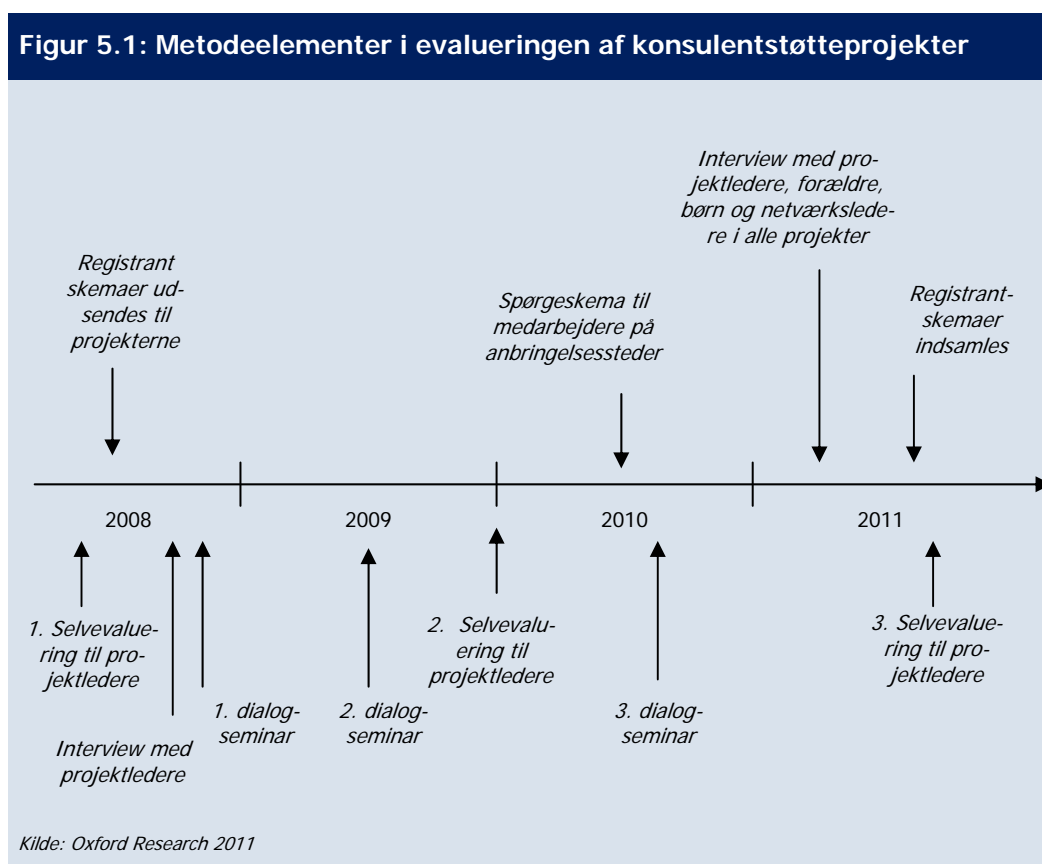 Figur 5.1: Metodeelementer i evalueringen af konsulentstøtteprojekter
Interview med pro-
jektledere, forældre,
børn og netværkslede-
re i alle projekter
Registrant
skemaer ud-
sendes til
projekterne
Spørgeskema til
medarbejdere på
anbringelsessteder
Registrant-
skemaer
indsamles
2008
2009
2010
2011
1. Selvevalue-
ring til pro-
jektledere
2. Selvevalu-
ering til
projektledere
3. Selvevalue-
ring til pro-
jektledere
1. dialog-
seminar
2. dialog-
seminar
3. dialog-
seminar
Interview med
projektledere
Kilde: Oxford Research 2011